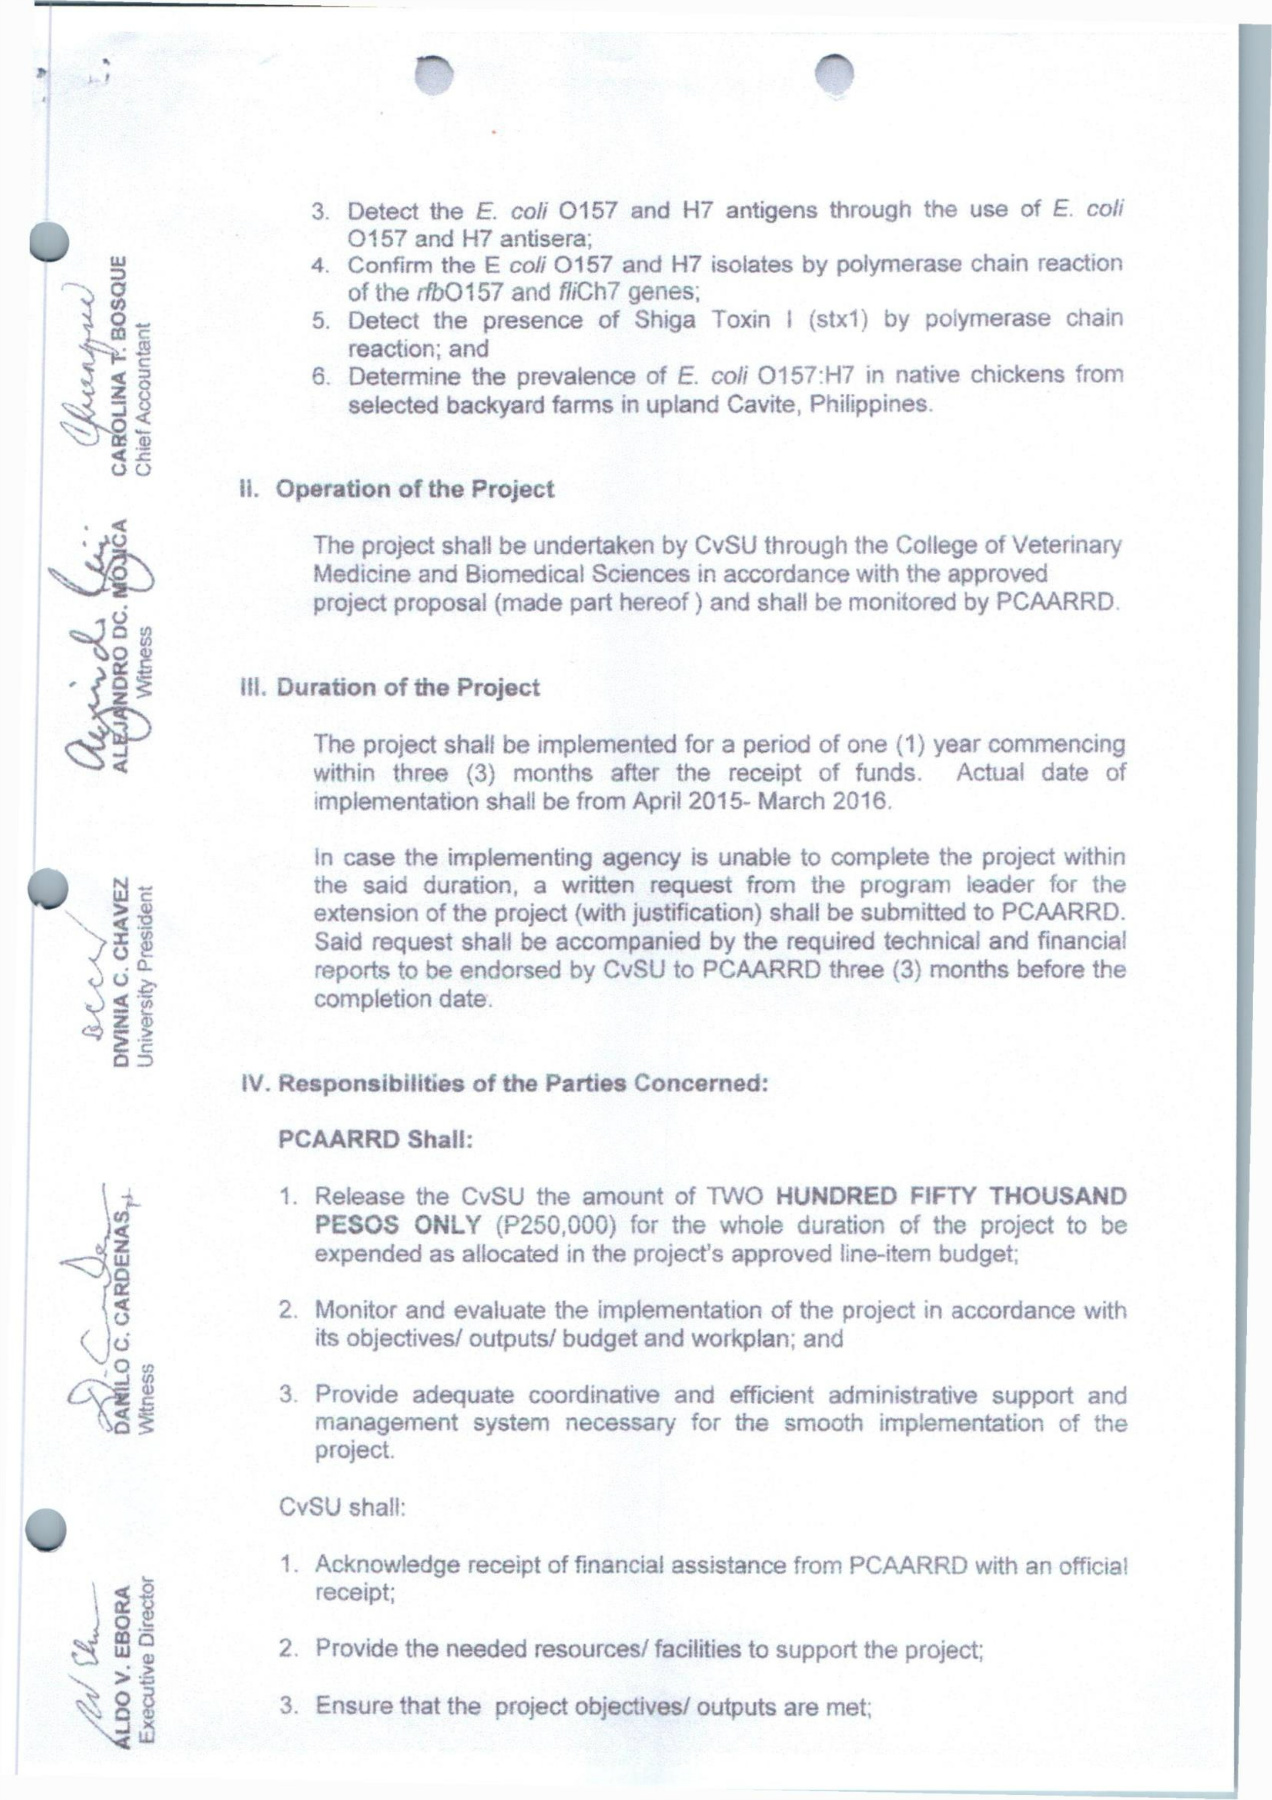 3. Detect the E. coli O157 and H7 antigens through the use of E. coli
O157 and H7 antisera;
4. Confirm the E coli O157 and H7 isolates by polymerase chain reaction
of the rfbO157 and fliCh7 genes;
5. Detect the presence of Shiga Toxin I (stx1) by polymerase chain
reaction; and
6. Determine the prevalence of E. coli O157:H7 in native chickens from
selected backyard farms in upland Cavite, Philippines.
II. Operation of the Project
The project shall be undertaken by CvSU through the College of Veterinary
Medicine and Biomedical Sciences in accordance with the approved
project proposal (made part hereof ) and shall be monitored by PCAARRD.
III. Duration of the Project
The project shall be implemented for a period of one (1) year commencing
within three (3) months after the receipt of funds. Actual date of
implementation shall be from April 2015- March 2016.
In case the implementing agency is unable to complete the project within
the said duration, a written request from the program leader for the
extension of the project (with justification) shall be submitted to PCAARRD.
Said request shall be accompanied by the required technical and financial
reports to be endorsed by CvSU to PCAARRD three (3) months before the
completion date.
IV. Responsibilities of the Parties Concerned:
PCAARRD Shall:
1. Release the CvSU the amount of TWO HUNDRED FIFTY THOUSAND
PESOS ONLY (P250,000) for the whole duration of the project to be
expended as allocated in the project's approved line-item budget;
2. Monitor and evaluate the implementation of the project in accordance with
its objectives/ outputs/ budget and workplan; and
3. Provide adequate coordinative and efficient administrative support and
management system necessary for the smooth implementation of the
project.
CvSU shall:
1. Acknowledge receipt of financial assistance from PCAARRD with an official
receipt;
2. Provide the needed resources/ facilities to support the project;
3. Ensure that the project objectives/ outputs are met;
CAROLINA T. BOSQUE
Chief Accountant
ALEJANDRO DC. MOJICA
Witness
DIVINIA C. CHAVEZ
University President
DANILO C. CARDENAS
Witness
ALDO V. EBORA
Executive Director